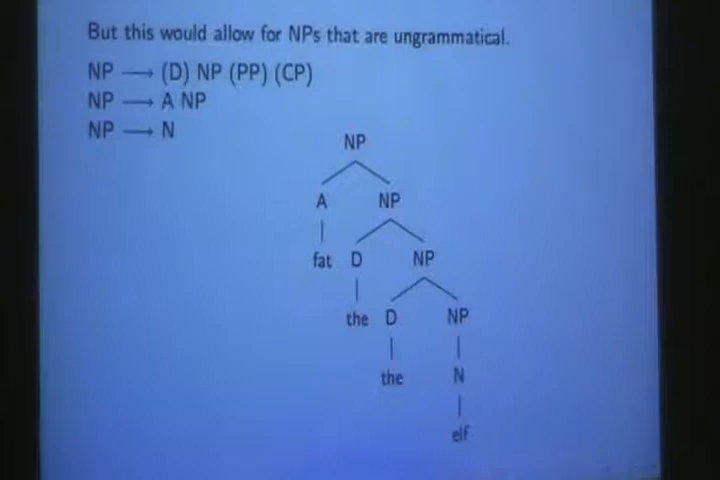 But this would allow for NPs that are ungrammatical.
NP → (D) NP (PP) (CP)
NP → A NP
NP → N
NP
A NP
fat D NP
the D NP
the N
elf